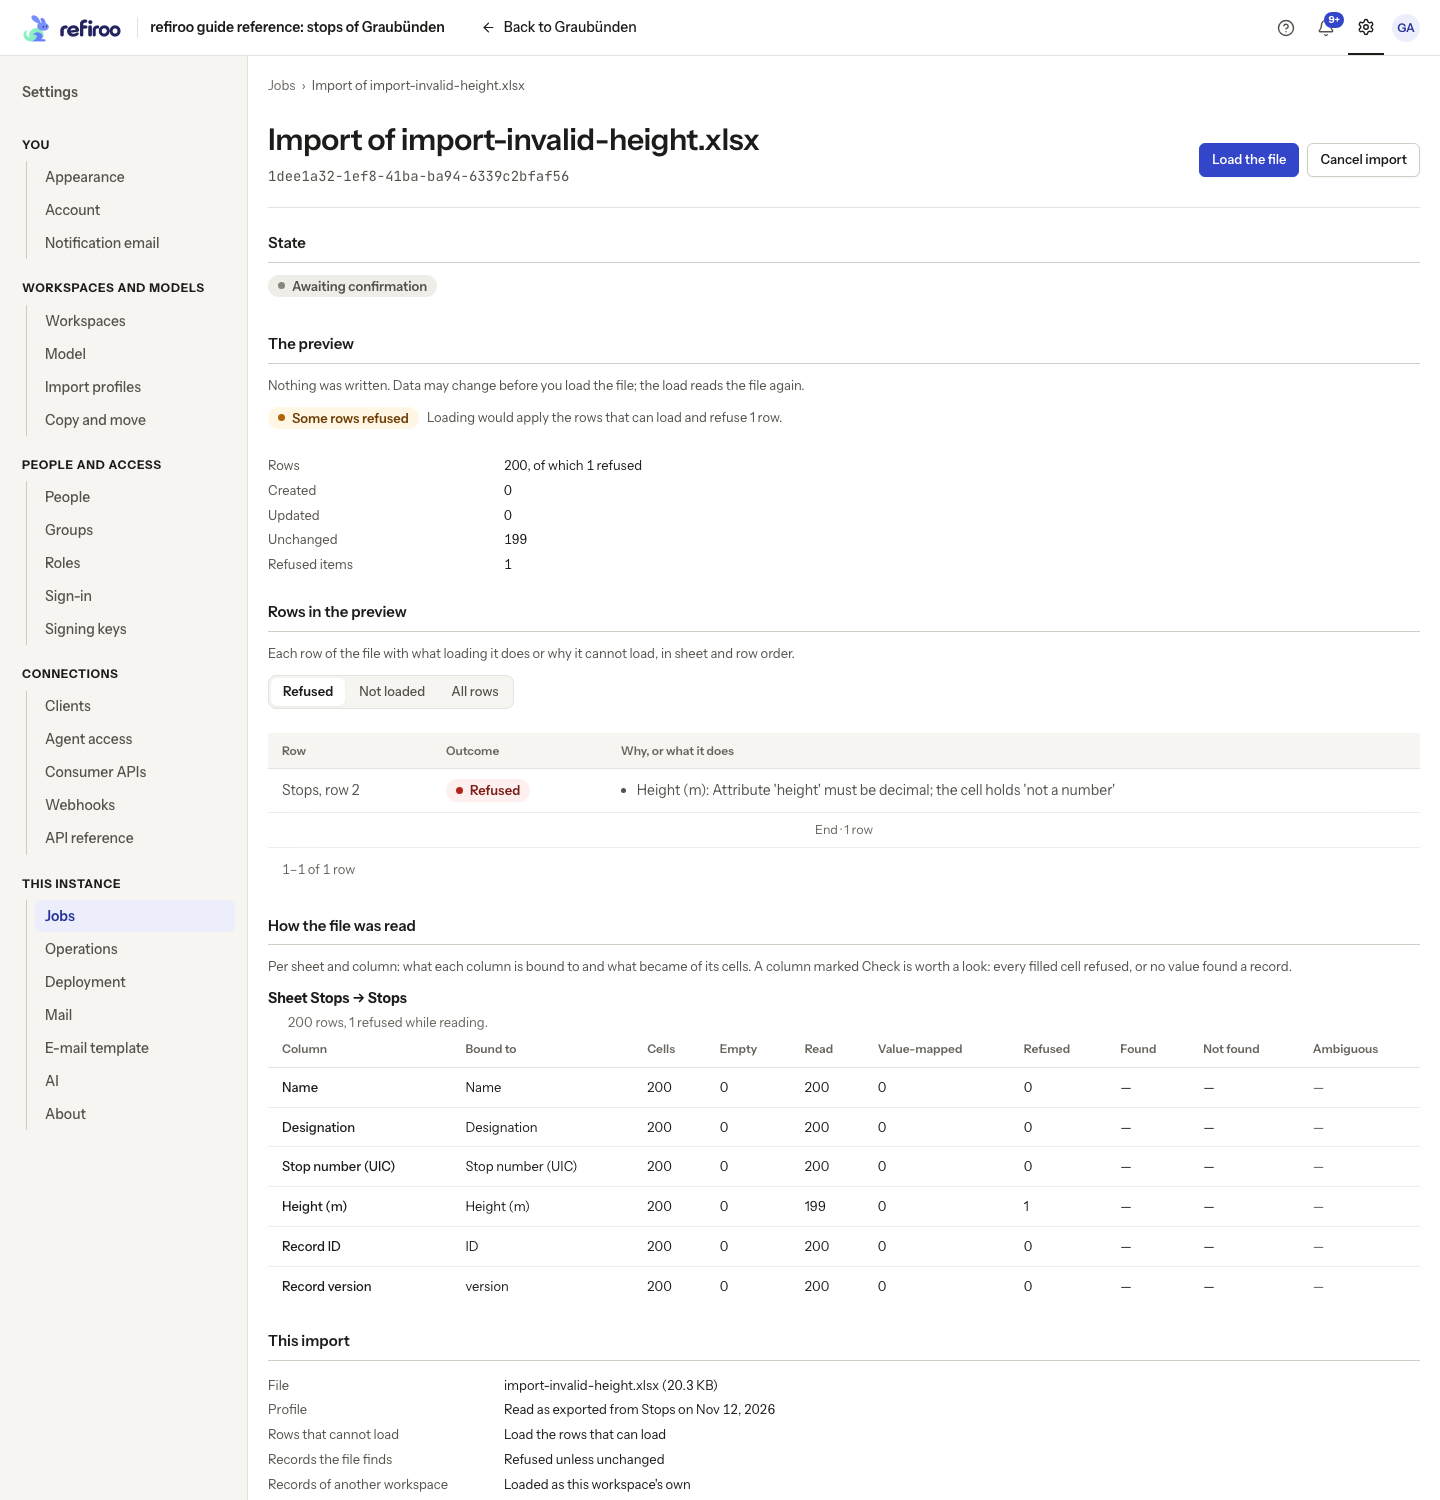 refiroo
refiroo guide reference: stops of Graubünden
← Back to Graubünden
9+
GA
Settings
YOU
Appearance
Account
Notification email
WORKSPACES AND MODELS
Workspaces
Model
Import profiles
Copy and move
PEOPLE AND ACCESS
People
Groups
Roles
Sign-in
Signing keys
CONNECTIONS
Clients
Agent access
Consumer APIs
Webhooks
API reference
THIS INSTANCE
Jobs
Operations
Deployment
Mail
E-mail template
AI
About
Jobs › Import of import-invalid-height.xlsx
Import of import-invalid-height.xlsx
1dee1a32-1ef8-41ba-ba94-6339c2bfaf56
Load the file
Cancel import
State
Awaiting confirmation
The preview
Nothing was written. Data may change before you load the file; the load reads the file again.
Some rows refused Loading would apply the rows that can load and refuse 1 row.
Rows 200, of which 1 refused
Created 0
Updated 0
Unchanged 199
Refused items 1
Rows in the preview
Each row of the file with what loading it does or why it cannot load, in sheet and row order.
Refused Not loaded All rows
Row Outcome Why, or what it does
Stops, row 2 Refused • Height (m): Attribute 'height' must be decimal; the cell holds 'not a number'
End · 1 row
1–1 of 1 row
How the file was read
Per sheet and column: what each column is bound to and what became of its cells. A column marked Check is worth a look: every filled cell refused, or no value found a record.
Sheet Stops → Stops
200 rows, 1 refused while reading.
Column Bound to Cells Empty Read Value-mapped Refused Found Not found Ambiguous
Name Name 200 0 200 0 0 — — —
Designation Designation 200 0 200 0 0 — — —
Stop number (UIC) Stop number (UIC) 200 0 200 0 0 — — —
Height (m) Height (m) 200 0 199 0 1 — — —
Record ID ID 200 0 200 0 0 — — —
Record version version 200 0 200 0 0 — — —
This import
File import-invalid-height.xlsx (20.3 KB)
Profile Read as exported from Stops on Nov 12, 2026
Rows that cannot load Load the rows that can load
Records the file finds Refused unless unchanged
Records of another workspace Loaded as this workspace's own